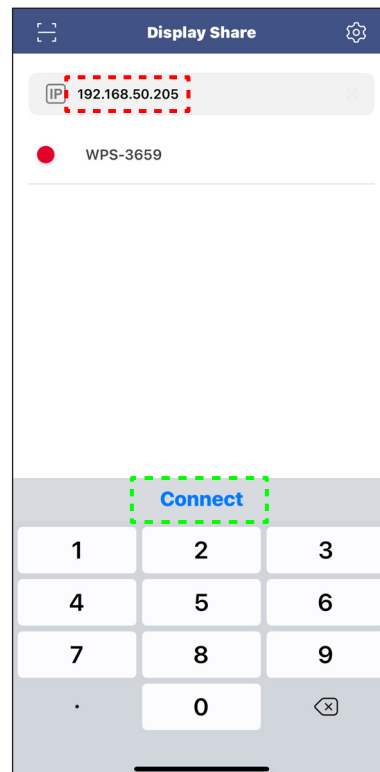 Display Share
IP 192.168.50.205
WPS-3659
Connect
1 2 3
4 5 6
7 8 9
. 0